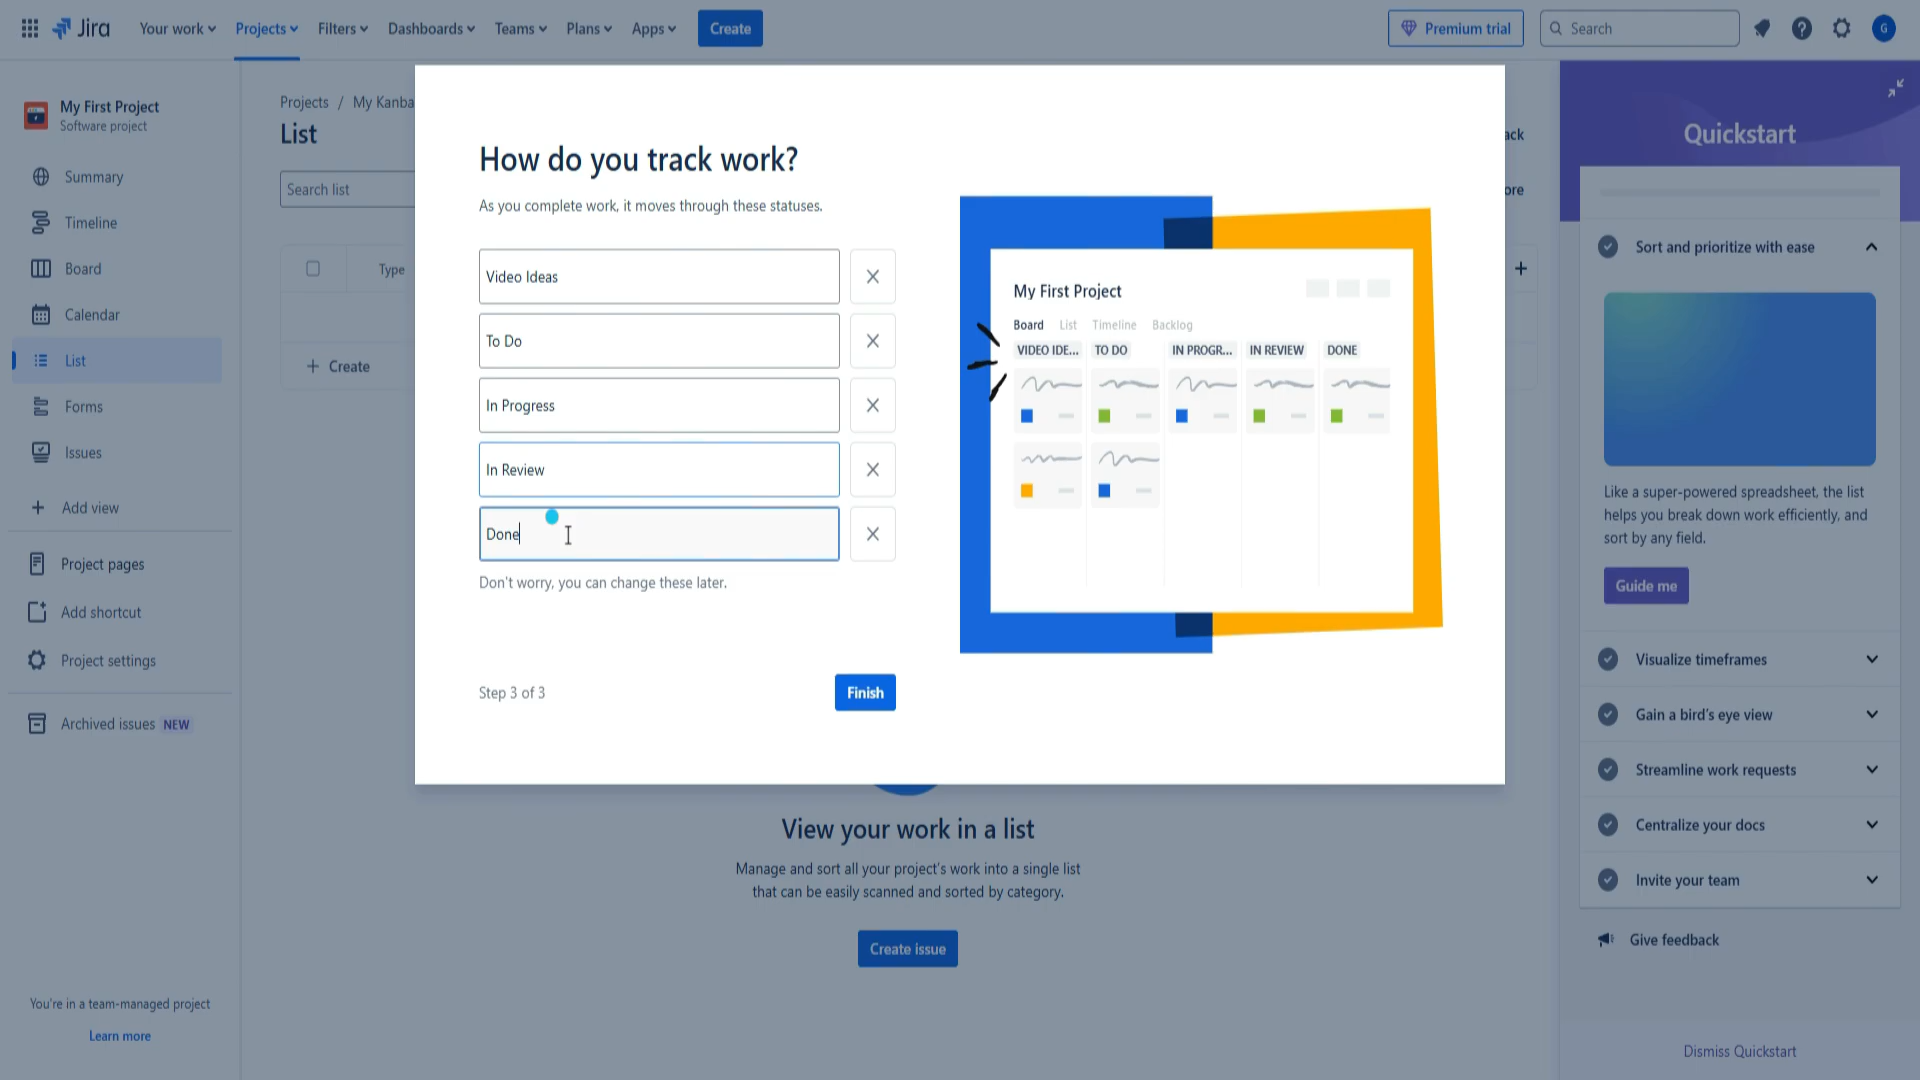 Jira
Your work
Projects
Filters
Dashboards
Teams
Plans
Apps
Create
Premium trial
Search
G
My First Project
Software project
Summary
Timeline
Board
Calendar
List
Forms
Issues
Add view
Project pages
Add shortcut
Project settings
Archived issues NEW
You're in a team-managed project
Learn more
Projects / My Kanba
List
Search list
Type
+ Create
ack
ore
How do you track work?
As you complete work, it moves through these statuses.
Video Ideas
To Do
In Progress
In Review
Done
Don't worry, you can change these later.
Step 3 of 3
Finish
My First Project
Board List Timeline Backlog
VIDEO IDE... TO DO IN PROGR... IN REVIEW DONE
View your work in a list
Manage and sort all your project's work into a single list
that can be easily scanned and sorted by category.
Create issue
Quickstart
Sort and prioritize with ease
Like a super-powered spreadsheet, the list
helps you break down work efficiently, and
sort by any field.
Guide me
Visualize timeframes
Gain a bird's eye view
Streamline work requests
Centralize your docs
Invite your team
Give feedback
Dismiss Quickstart